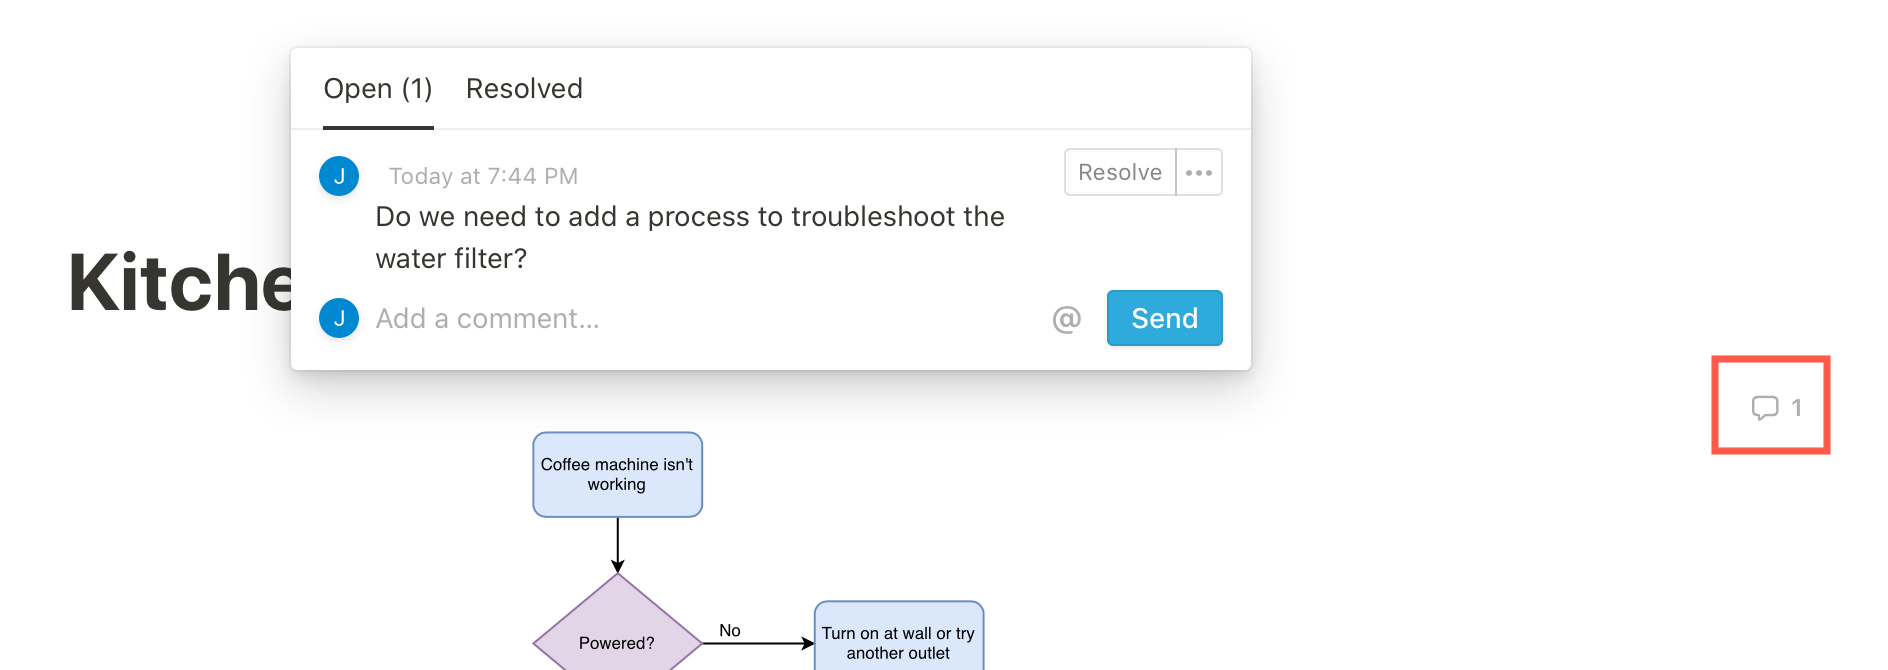 Open (1) Resolved
J Today at 7:44 PM Resolve •••
Do we need to add a process to troubleshoot the
water filter?
Kitche
J Add a comment... @ Send
1
Coffee machine isn't
working
Powered?
No
Turn on at wall or try
another outlet